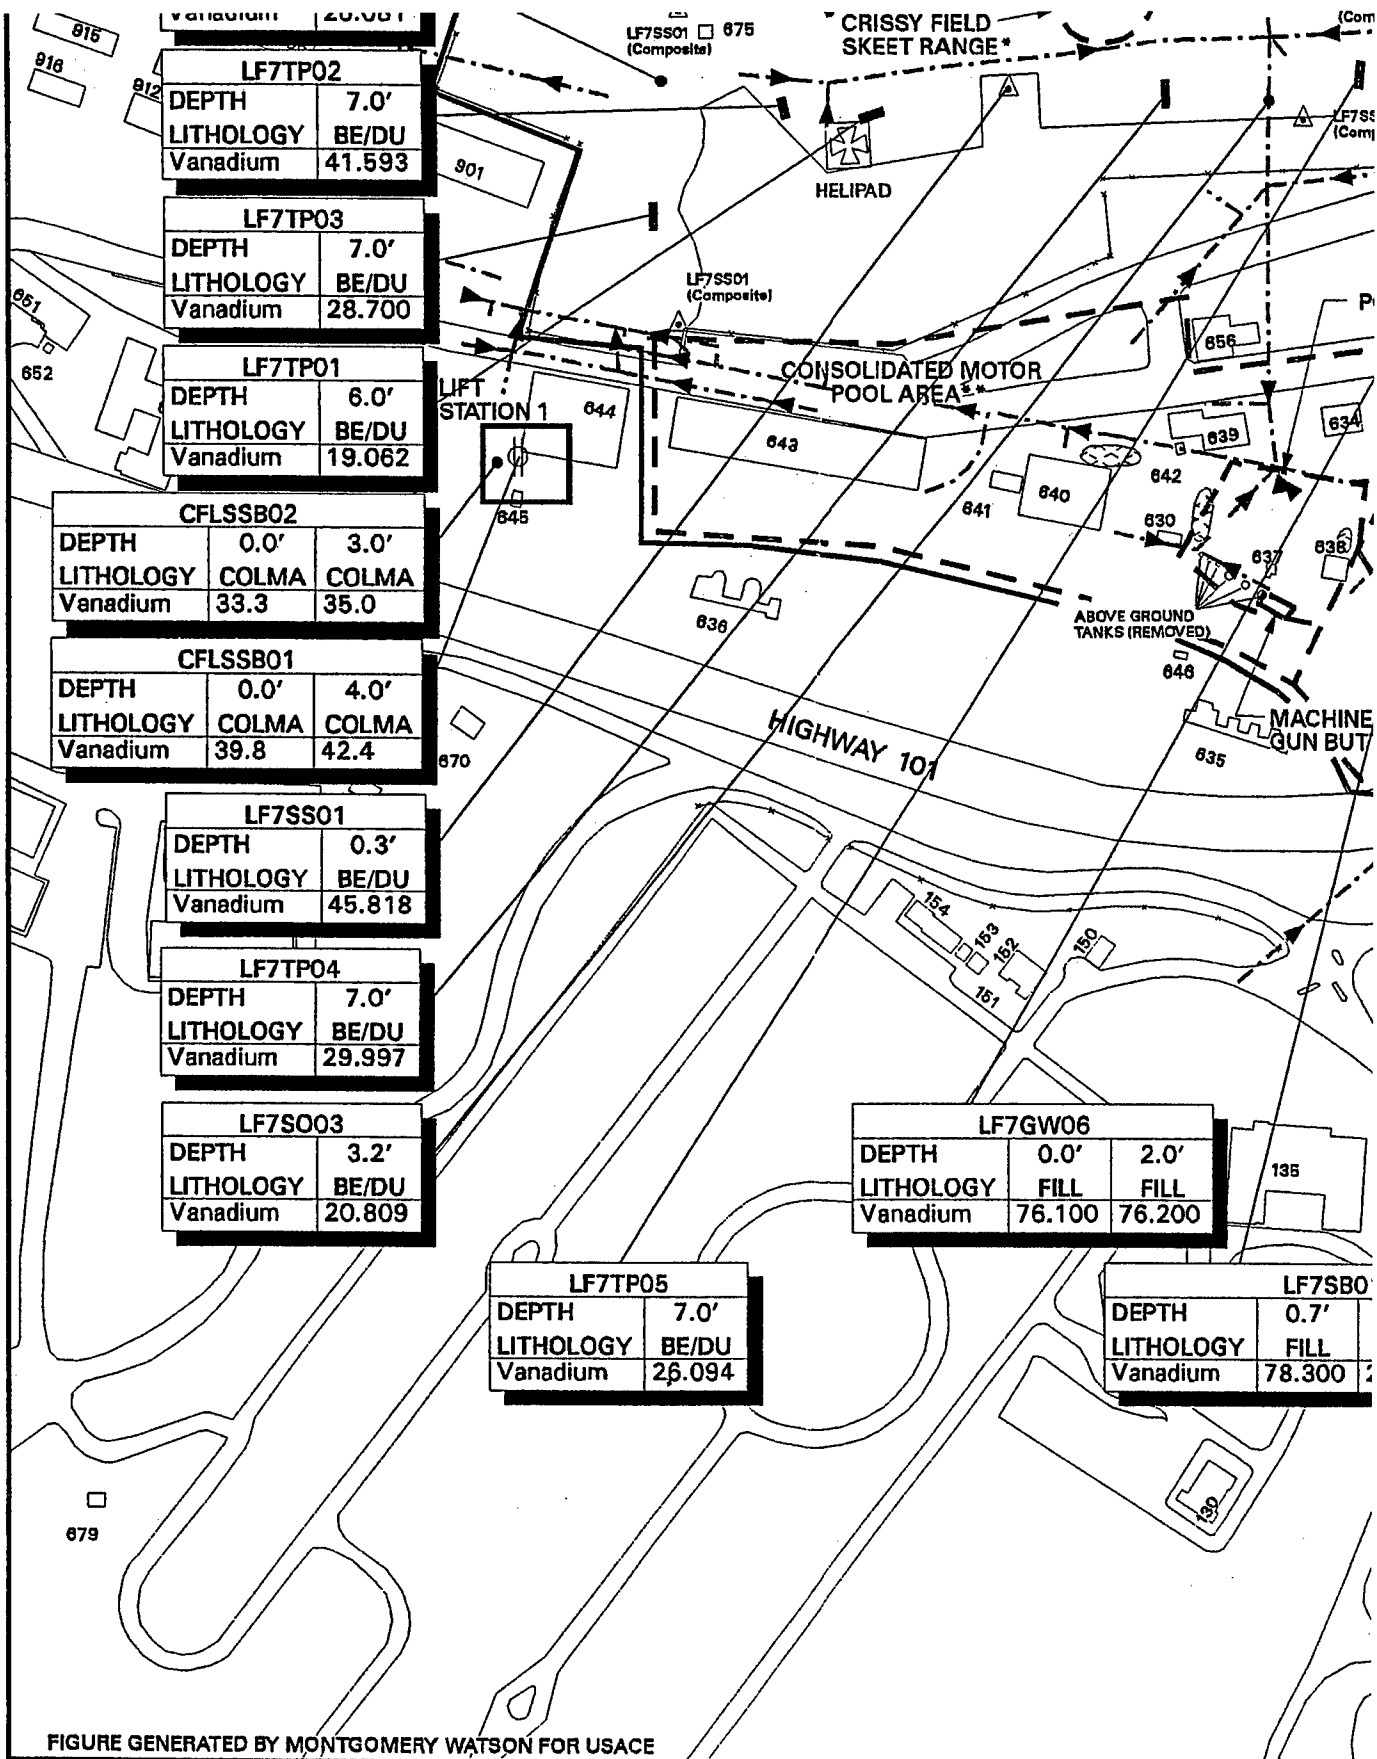 915
916
912
LF7SS01
(Composite)
675
CRISSY FIELD
SKEET RANGE*
(Com
Vanadium
LF7TP02
DEPTH 7.0'
LITHOLOGY BE/DU
Vanadium 41.593
901
HELIPAD
LF7SS
(Comp
LF7TP03
DEPTH 7.0'
LITHOLOGY BE/DU
Vanadium 28.700
LF7SS01
(Composite)
651
652
656
LF7TP01
DEPTH 6.0'
LITHOLOGY BE/DU
Vanadium 19.062
LIFT
STATION 1
644
645
643
CONSOLIDATED MOTOR
POOL AREA**
641
640
642
639
634
630
637
638
CFLSSB02
DEPTH 0.0' 3.0'
LITHOLOGY COLMA COLMA
Vanadium 33.3 35.0
636
ABOVE GROUND
TANKS (REMOVED)
646
635
MACHINE
GUN BUT
CFLSSB01
DEPTH 0.0' 4.0'
LITHOLOGY COLMA COLMA
Vanadium 39.8 42.4
670
HIGHWAY 101
LF7SS01
DEPTH 0.3'
LITHOLOGY BE/DU
Vanadium 45.818
154
153
152
151
150
LF7TP04
DEPTH 7.0'
LITHOLOGY BE/DU
Vanadium 29.997
LF7SO03
DEPTH 3.2'
LITHOLOGY BE/DU
Vanadium 20.809
LF7GW06
DEPTH 0.0' 2.0'
LITHOLOGY FILL FILL
Vanadium 76.100 76.200
135
LF7TP05
DEPTH 7.0'
LITHOLOGY BE/DU
Vanadium 26.094
LF7SB0
DEPTH 0.7'
LITHOLOGY FILL
Vanadium 78.300
130
679
FIGURE GENERATED BY MONTGOMERY WATSON FOR USACE